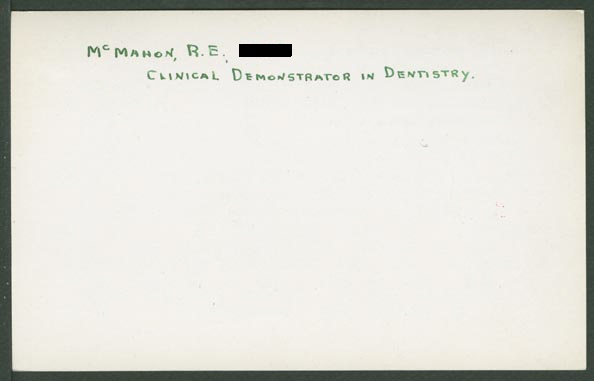 McMahon, R.E.,
Clinical Demonstrator in Dentistry.